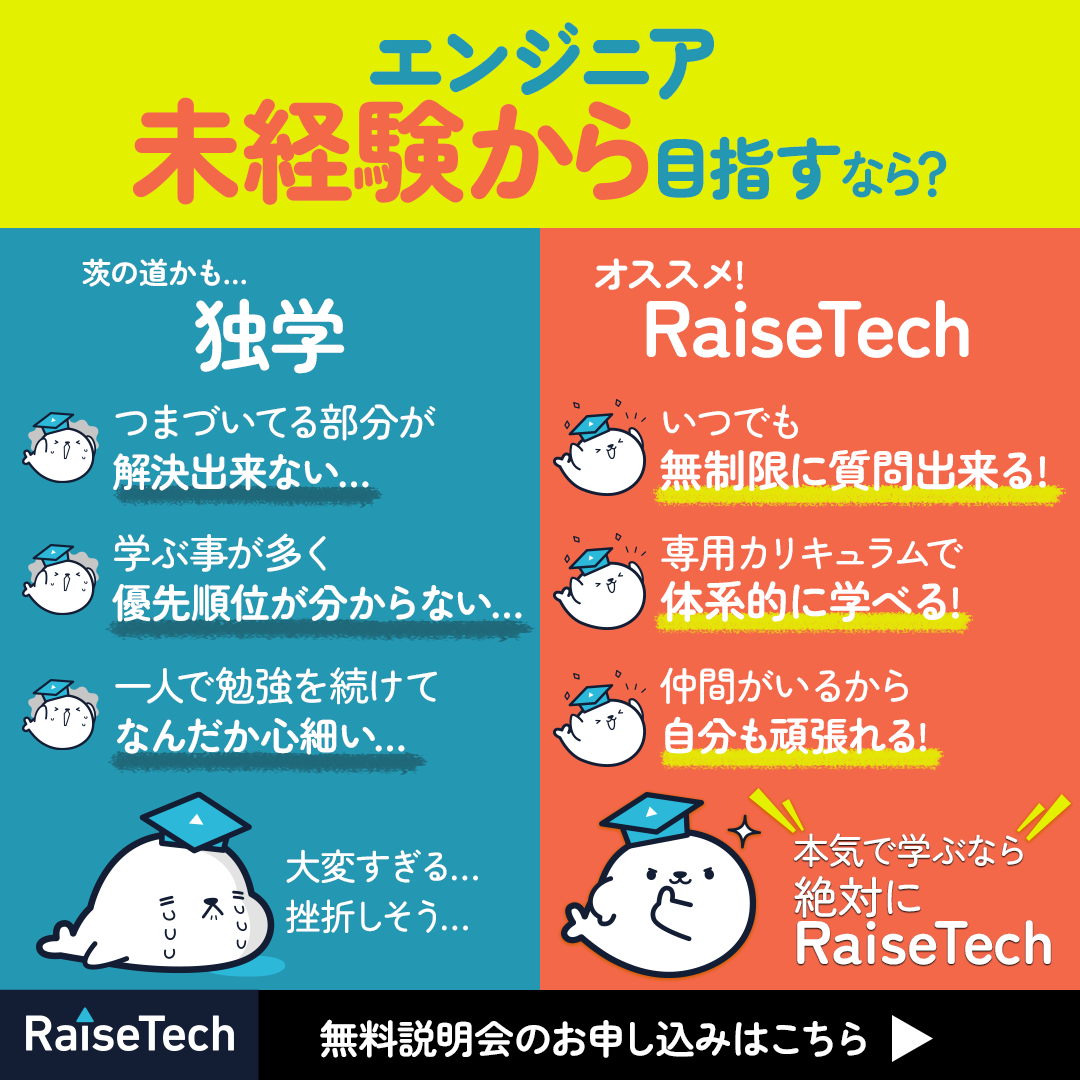 エンジニア
未経験から目指すなら?
茨の道かも...
独学
つまづいてる部分が
解決出来ない...
学ぶ事が多く
優先順位が分からない...
一人で勉強を続けて
なんだか心細い...
大変すぎる...
挫折しそう...
オススメ!
RaiseTech
いつでも
無制限に質問出来る!
専用カリキュラムで
体系的に学べる!
仲間がいるから
自分も頑張れる!
本気で学ぶなら
絶対に
RaiseTech
RaiseTech
無料説明会のお申し込みはこちら